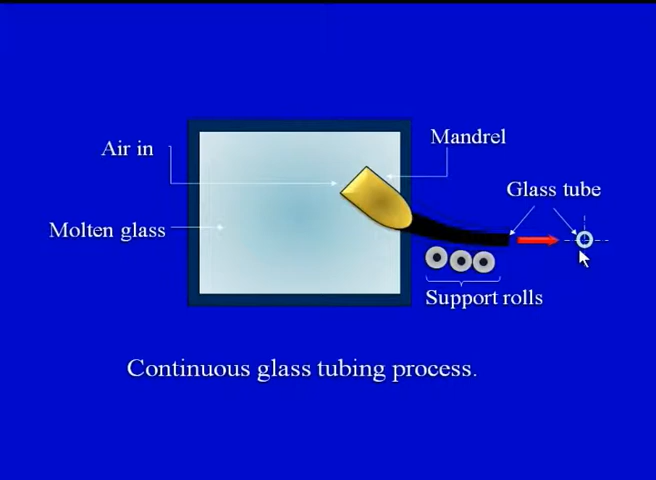 Air in
Mandrel
Glass tube
Molten glass
Support rolls
Continuous glass tubing process.